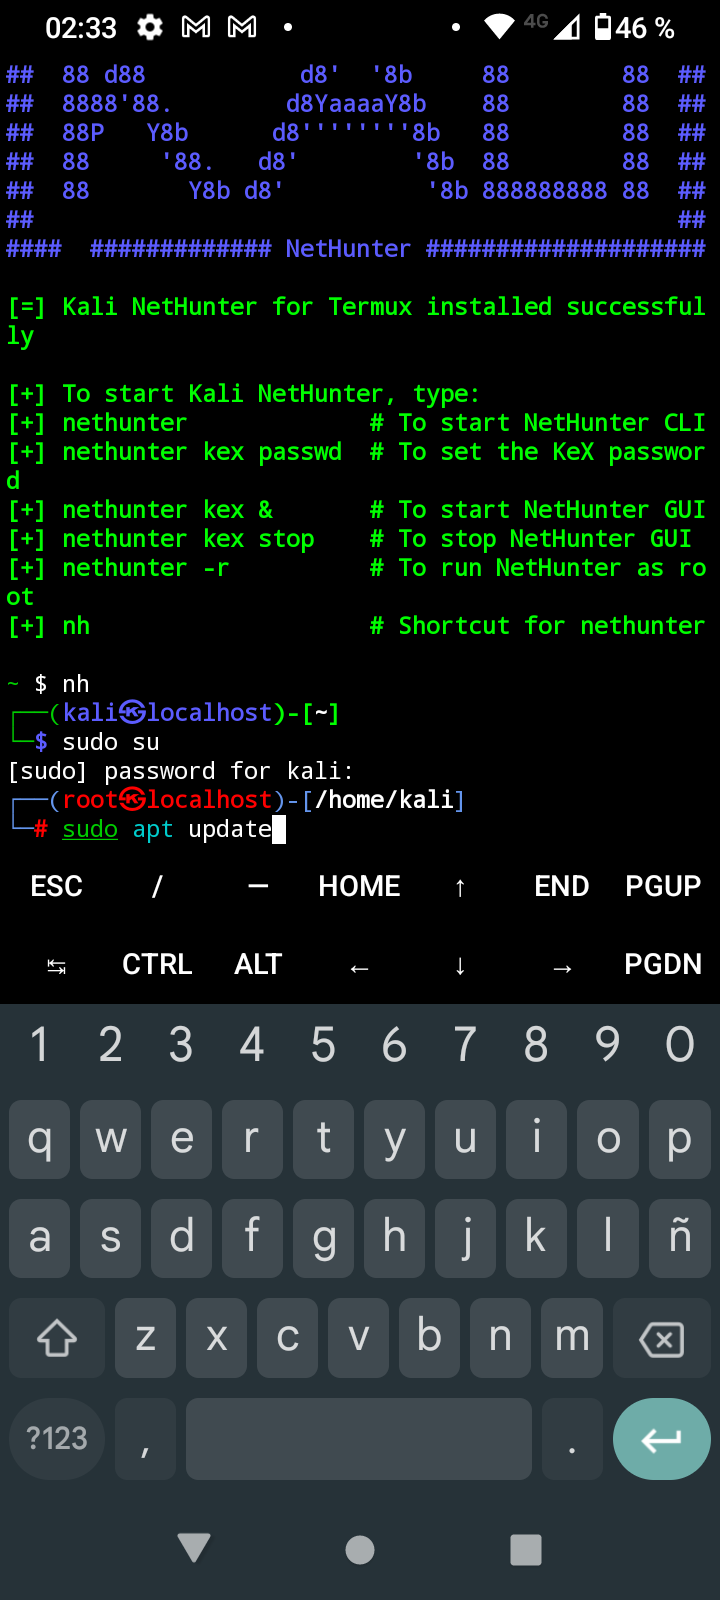 02:33 4G 46 %
##  88 d88           d8'  '8b     88        88  ##
##  8888'88.        d8YaaaaY8b    88        88  ##
##  88P   Y8b      d8''''''''8b   88        88  ##
##  88     '88.   d8'        '8b  88        88  ##
##  88       Y8b d8'          '8b 888888888 88  ##
##                                              ##
####  ############# NetHunter ####################
[=] Kali NetHunter for Termux installed successful
ly
[+] To start Kali NetHunter, type:
[+] nethunter             # To start NetHunter CLI
[+] nethunter kex passwd  # To set the KeX passwor
d
[+] nethunter kex &       # To start NetHunter GUI
[+] nethunter kex stop    # To stop NetHunter GUI
[+] nethunter -r          # To run NetHunter as ro
ot
[+] nh                    # Shortcut for nethunter
~ $ nh
┌──(kali㉿localhost)-[~]
└─$ sudo su
[sudo] password for kali:
┌──(root㉿localhost)-[/home/kali]
└─# sudo apt update
ESC / — HOME ↑ END PGUP
↹ CTRL ALT ← ↓ → PGDN
1 2 3 4 5 6 7 8 9 0
q w e r t y u i o p
a s d f g h j k l ñ
z x c v b n m
?123 , .